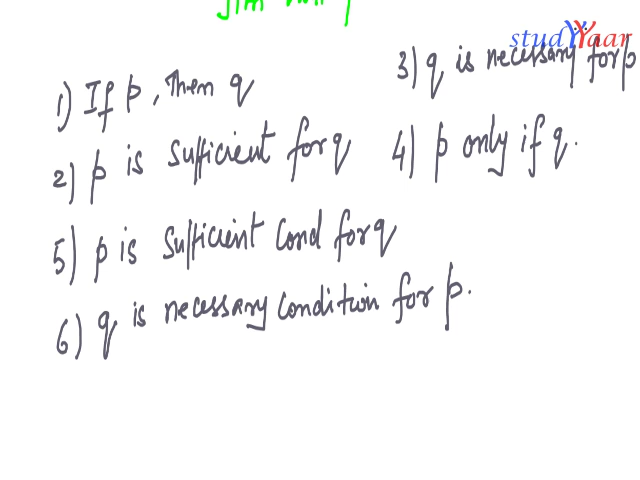 studYYaar
1) If p, Then q
2) p is sufficient for q
3) q is necessary for p
4) p only if q.
5) p is sufficient Cond for q
6) q is necessary condition for p.